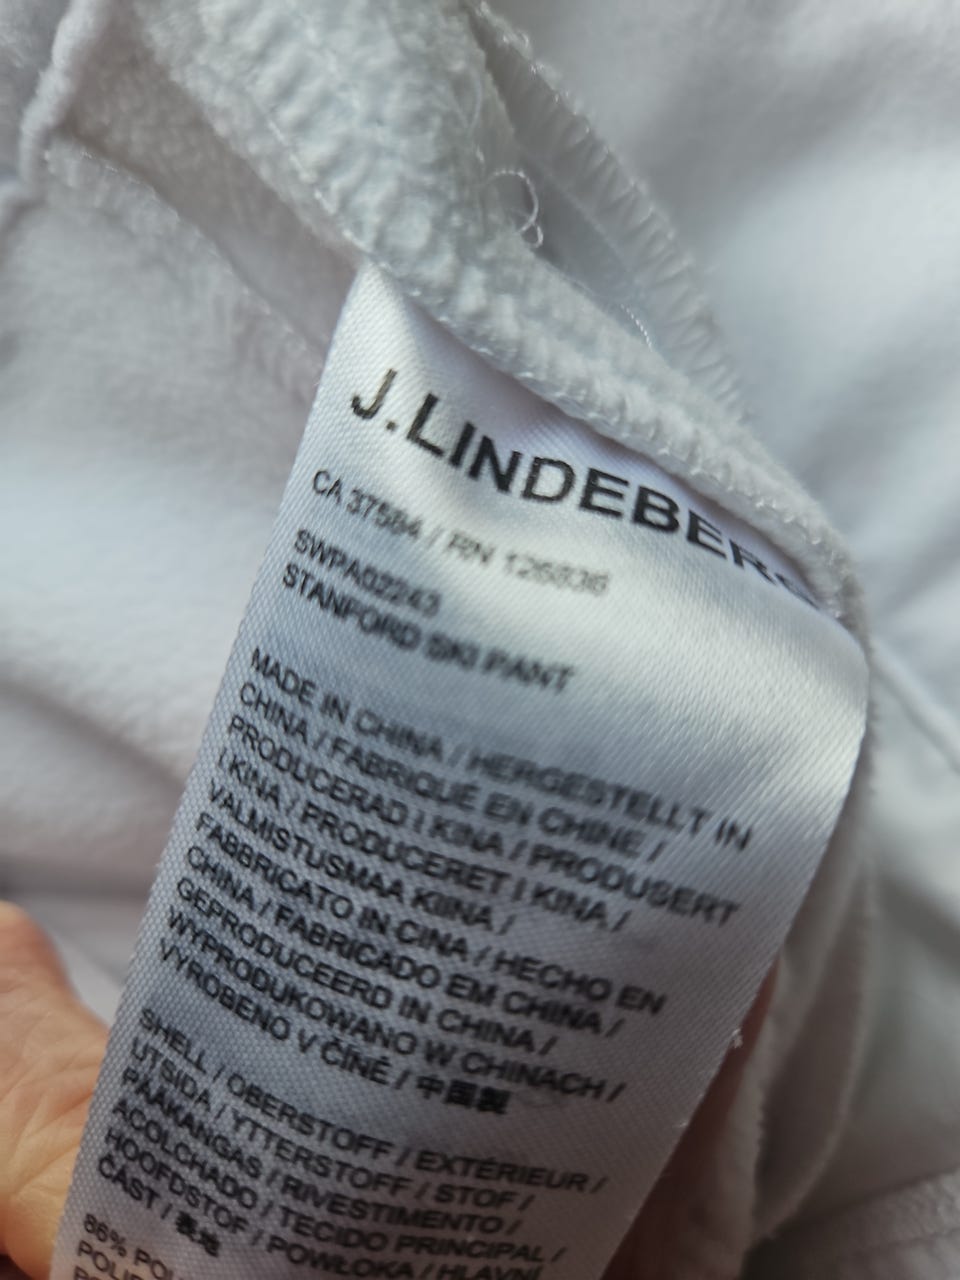 J.LINDEBERG
CA 37584 / RN 126836
SWPA02243
STANFORD SKI PANT
MADE IN CHINA / HERGESTELLT IN
CHINA / FABRIQUÉ EN CHINE /
PRODUCERAD I KINA / PRODUSERT
I KINA / PRODUCERET I KINA /
VALMISTUSMAA KIINA /
FABBRICATO IN CINA / HECHO EN
CHINA / FABRICADO EM CHINA /
GEPRODUCEERD IN CHINA /
WYPRODUKOWANO W CHINACH /
VYROBENO V ČÍNĚ / 中国製
SHELL / OBERSTOFF / EXTÉRIEUR /
UTSIDA / YTTERSTOFF / STOF /
PÄÄKANGAS / RIVESTIMENTO /
ACOLCHADO / TECIDO PRINCIPAL /
HOOFDSTOF / POWŁOKA / HLAVNÍ
ČÁST / 表地
86%